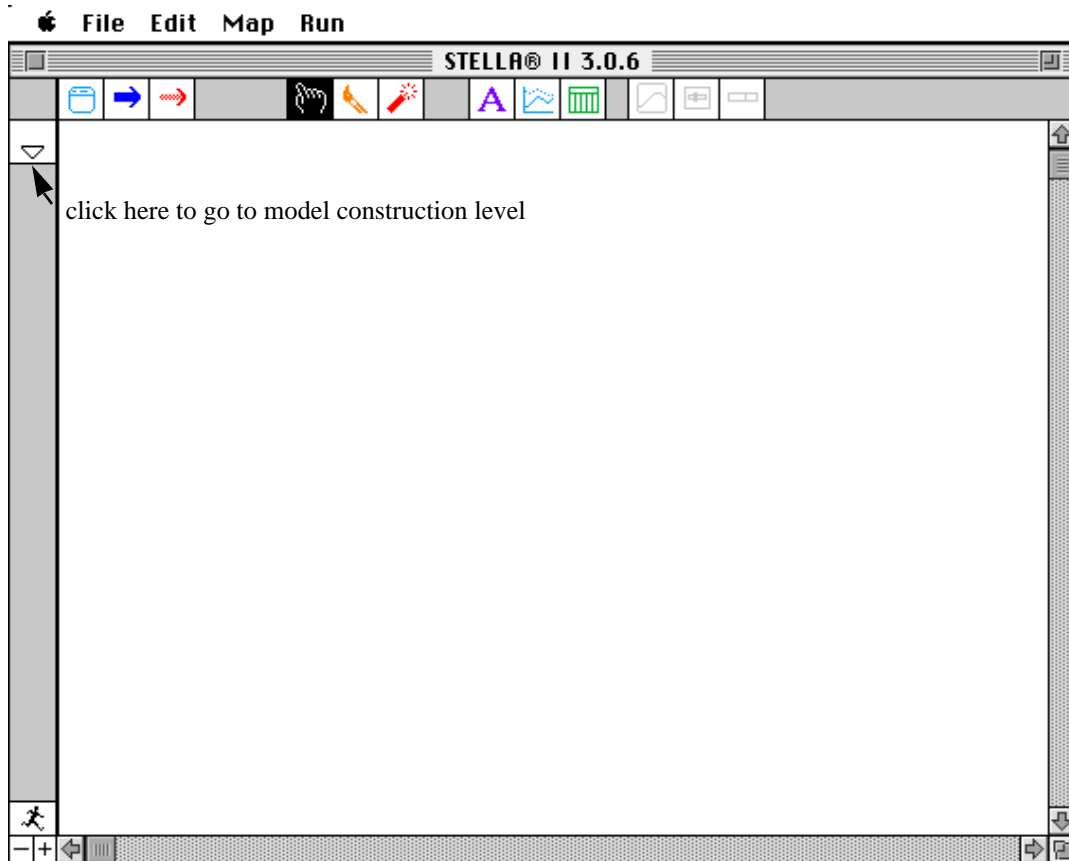 File Edit Map Run
STELLA® II 3.0.6
A
click here to go to model construction level
− +